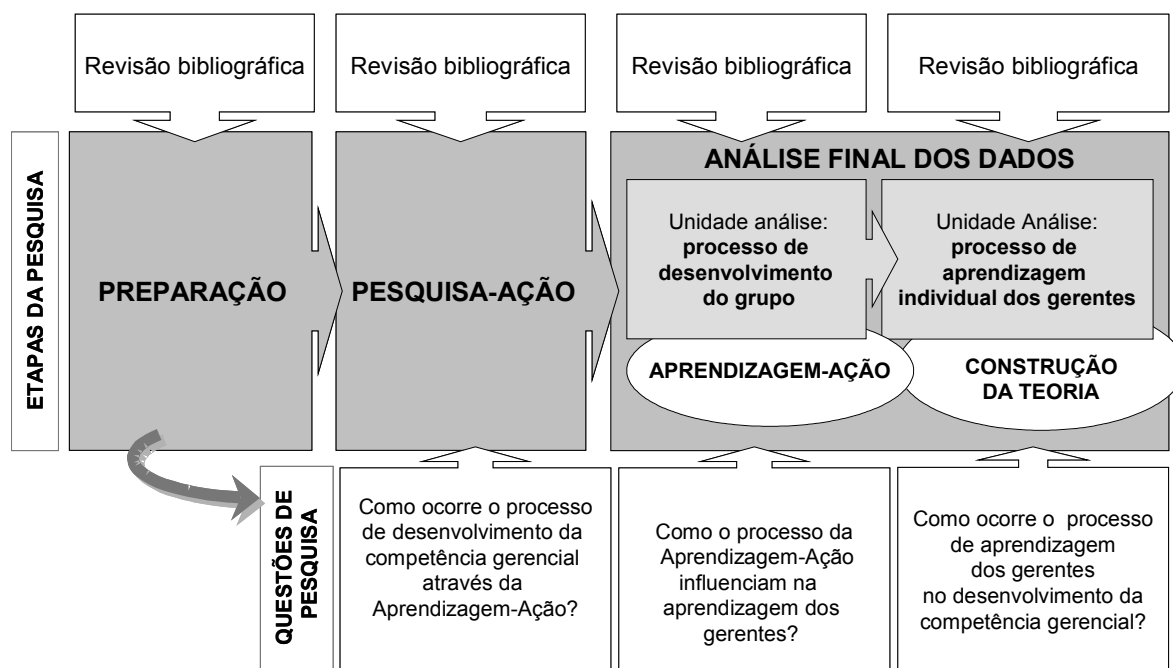 Revisão bibliográfica
Revisão bibliográfica
Revisão bibliográfica
Revisão bibliográfica
ETAPAS DA PESQUISA
PREPARAÇÃO
PESQUISA-AÇÃO
ANÁLISE FINAL DOS DADOS
Unidade análise:
processo de
desenvolvimento
do grupo
Unidade Análise:
processo de
aprendizagem
individual dos gerentes
APRENDIZAGEM-AÇÃO
CONSTRUÇÃO
DA TEORIA
QUESTÕES DE
PESQUISA
Como ocorre o processo
de desenvolvimento da
competência gerencial
através da
Aprendizagem-Ação?
Como o processo da
Aprendizagem-Ação
influenciam na
aprendizagem dos
gerentes?
Como ocorre o processo
de aprendizagem
dos gerentes
no desenvolvimento da
competência gerencial?